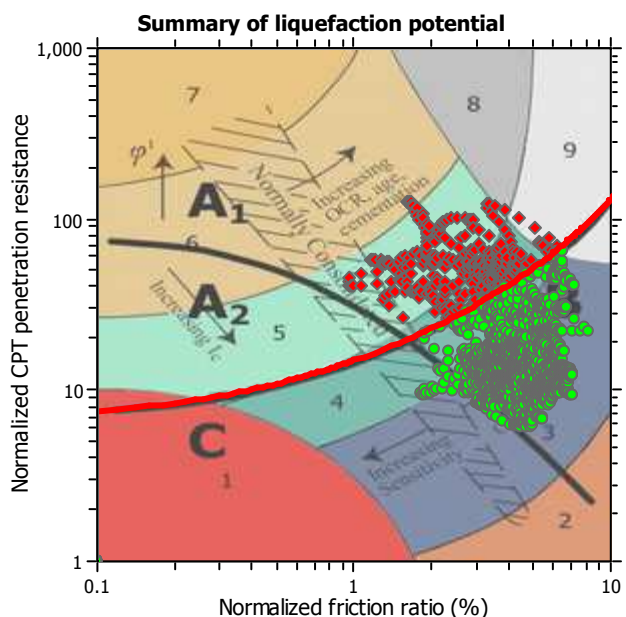 Summary of liquefaction potential
Normalized CPT penetration resistance
1,000
100
10
1
0.1
1
10
Normalized friction ratio (%)
7
8
9
φ'
A1
Normally Consolidated
Increasing
OCR, age,
cementation
6
A2
Increasing Ic
5
4
C
1
Increasing
Sensitivity
3
2